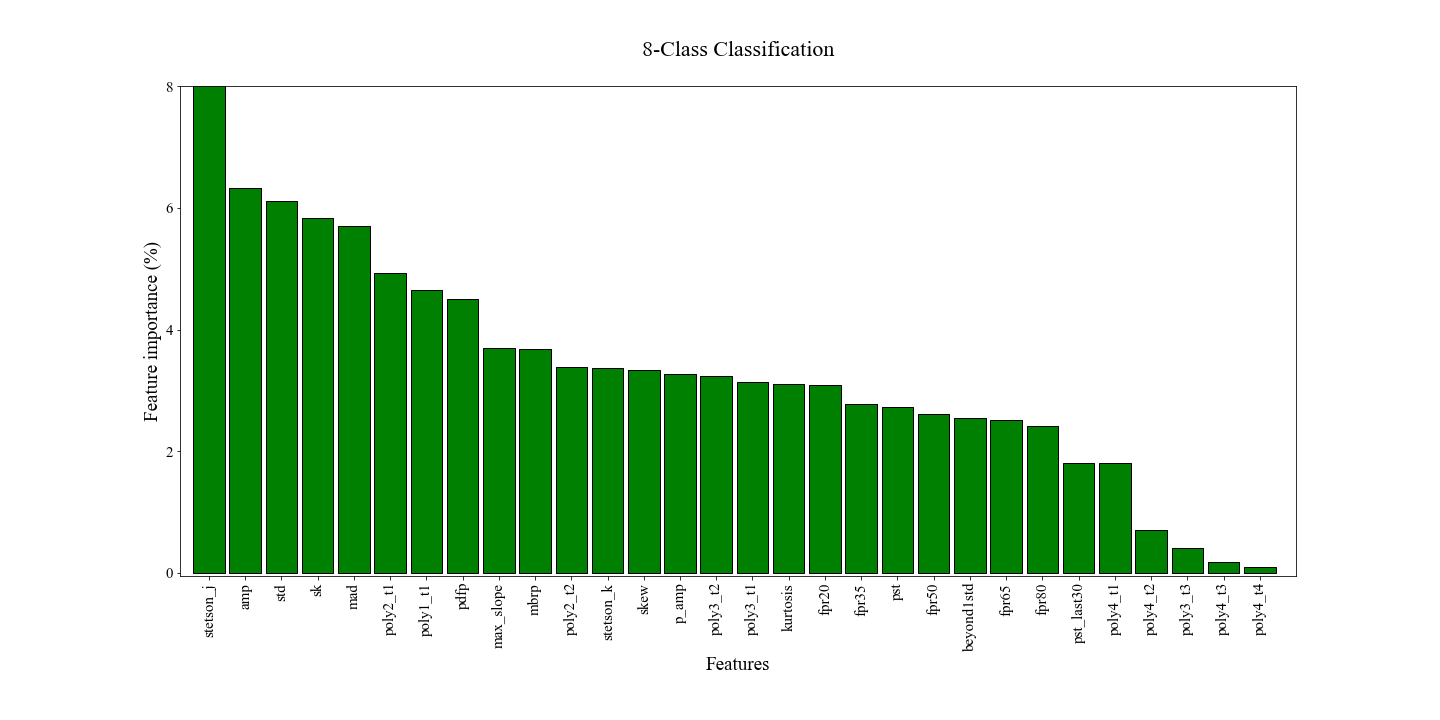 8-Class Classification
Feature importance (%)
8
6
4
2
0
stetson_j
amp
std
sk
mad
poly2_t1
poly1_t1
pdfp
max_slope
mbrp
poly2_t2
stetson_k
skew
p_amp
poly3_t2
poly3_t1
kurtosis
fpr20
fpr35
pst
fpr50
beyond1std
fpr65
fpr80
pst_last30
poly4_t1
poly4_t2
poly3_t3
poly4_t3
poly4_t4
Features